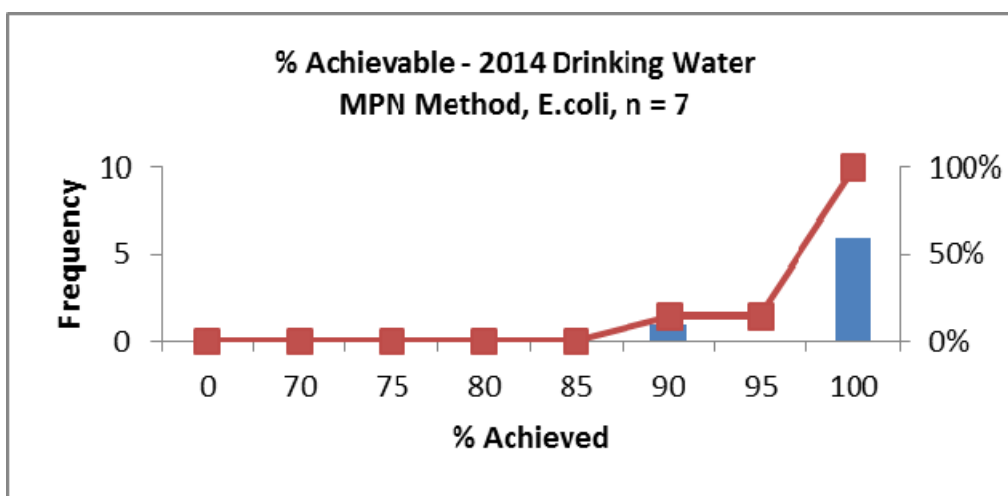 % Achievable - 2014 Drinking Water
MPN Method, E.coli, n = 7
Frequency
10
5
0
100%
50%
0%
0 70 75 80 85 90 95 100
% Achieved